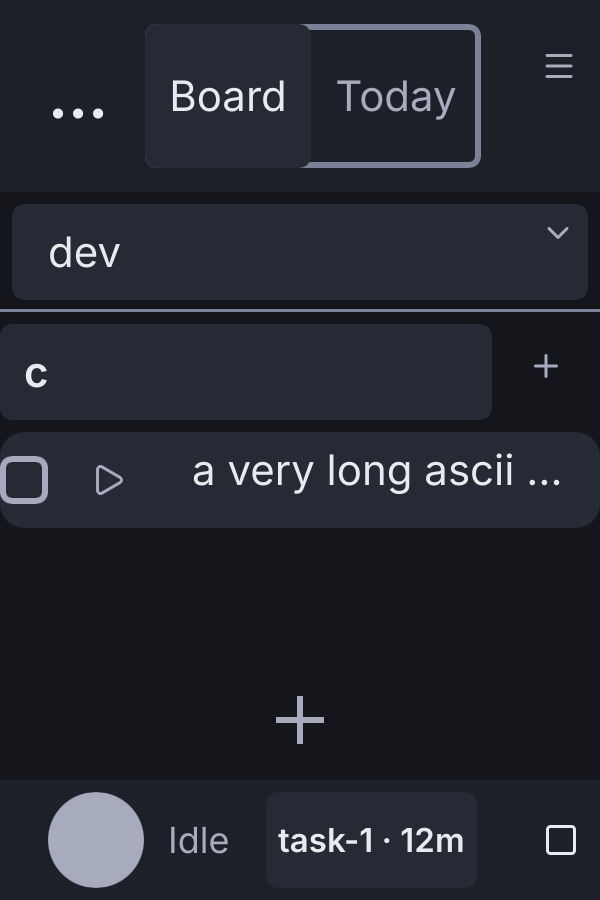 ... Board Today
dev
c
a very long ascii ...
Idle task-1 · 12m